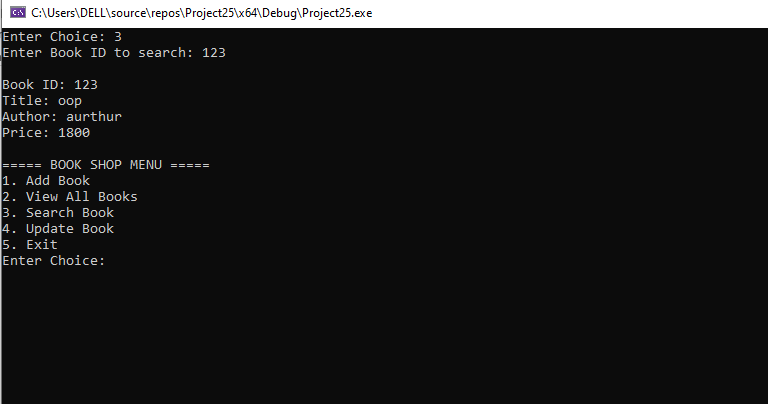 C:\Users\DELL\source\repos\Project25\x64\Debug\Project25.exe
Enter Choice: 3
Enter Book ID to search: 123
Book ID: 123
Title: oop
Author: aurthur
Price: 1800
===== BOOK SHOP MENU =====
1. Add Book
2. View All Books
3. Search Book
4. Update Book
5. Exit
Enter Choice: